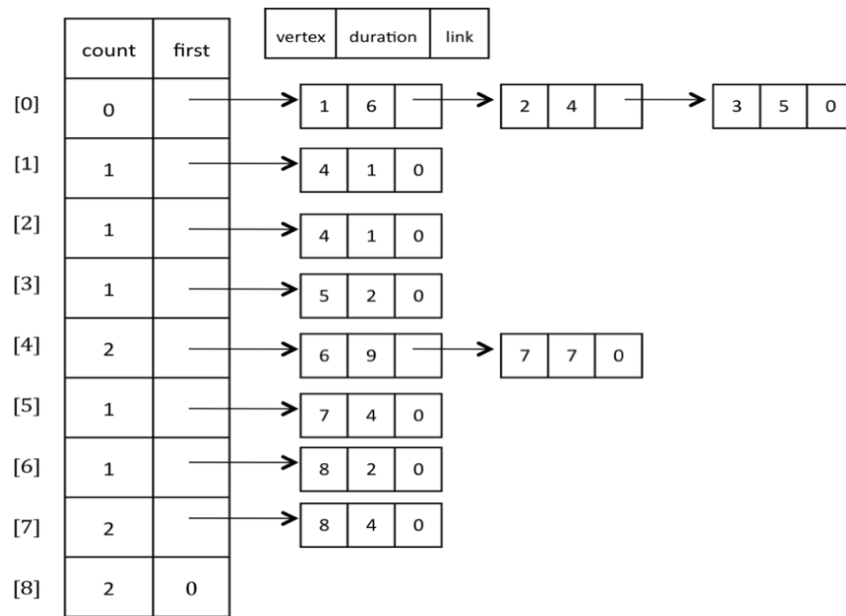 vertex duration link
count first
[0] 0 1 6 2 4 3 5 0
[1] 1 4 1 0
[2] 1 4 1 0
[3] 1 5 2 0
[4] 2 6 9 7 7 0
[5] 1 7 4 0
[6] 1 8 2 0
[7] 2 8 4 0
[8] 2 0